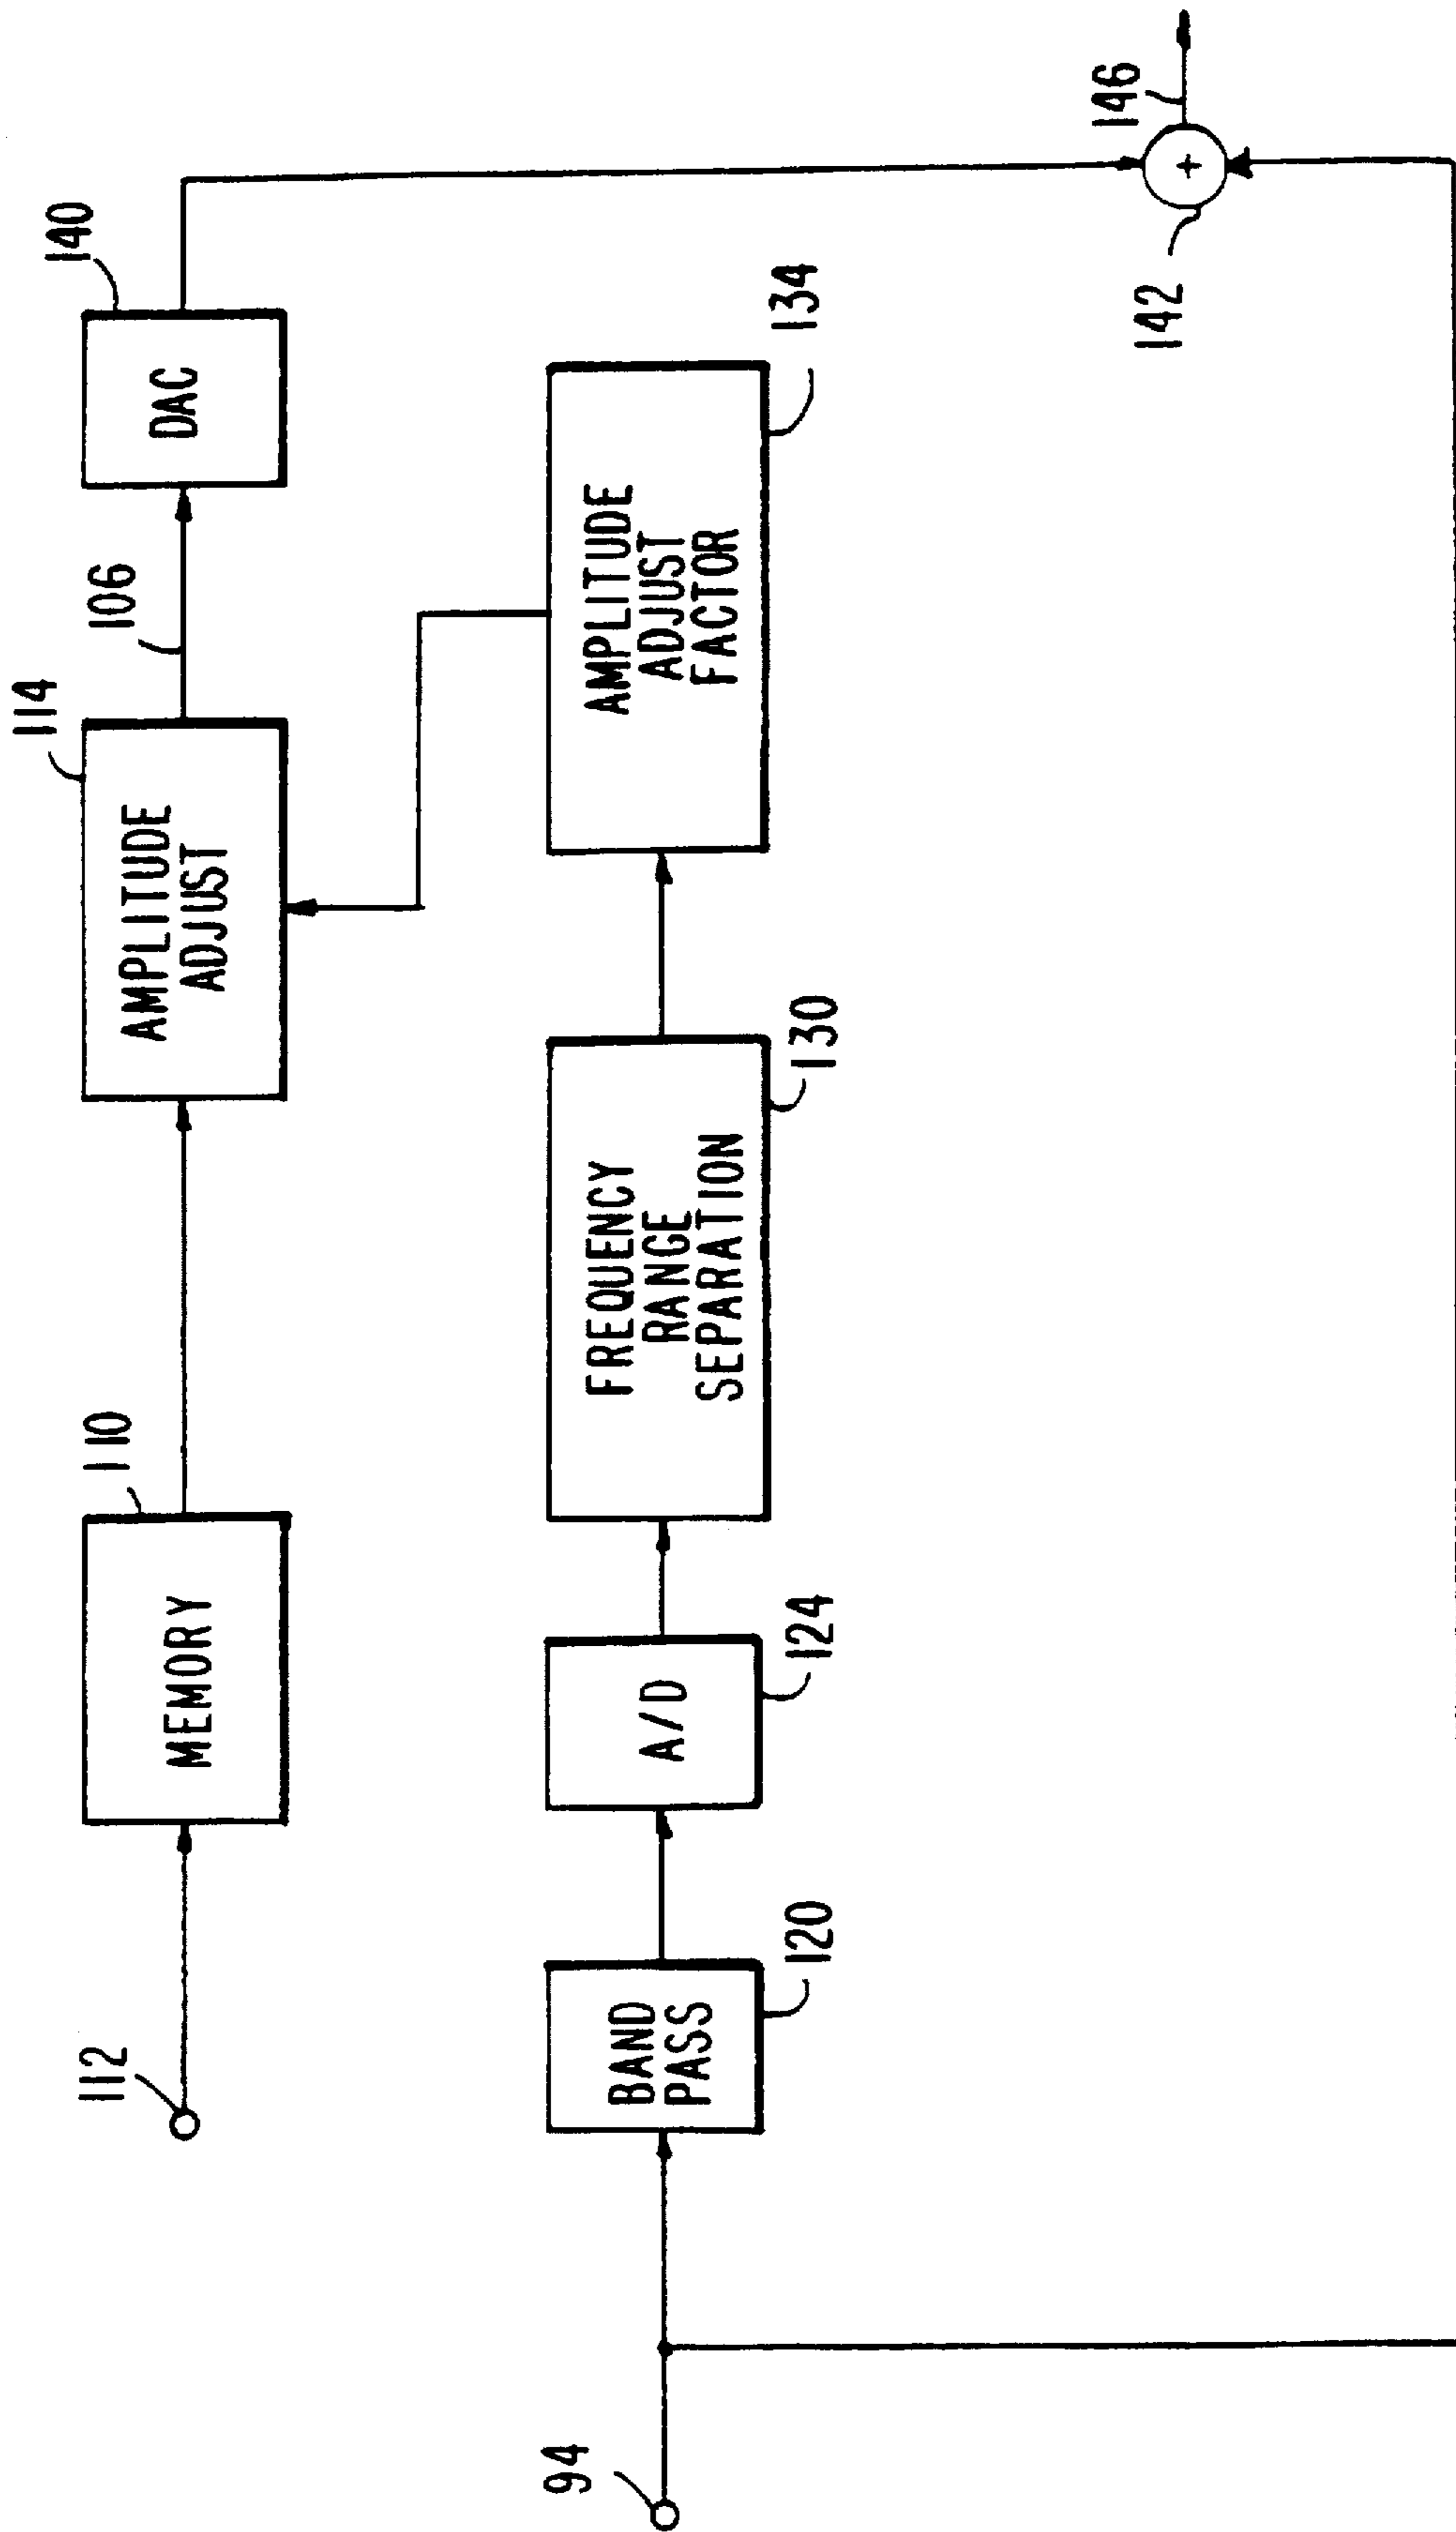 112
110
MEMORY
114
AMPLITUDE
ADJUST
106
140
DAC
94
120
BAND
PASS
124
A/D
130
FREQUENCY
RANGE
SEPARATION
134
AMPLITUDE
ADJUST
FACTOR
142
+
146